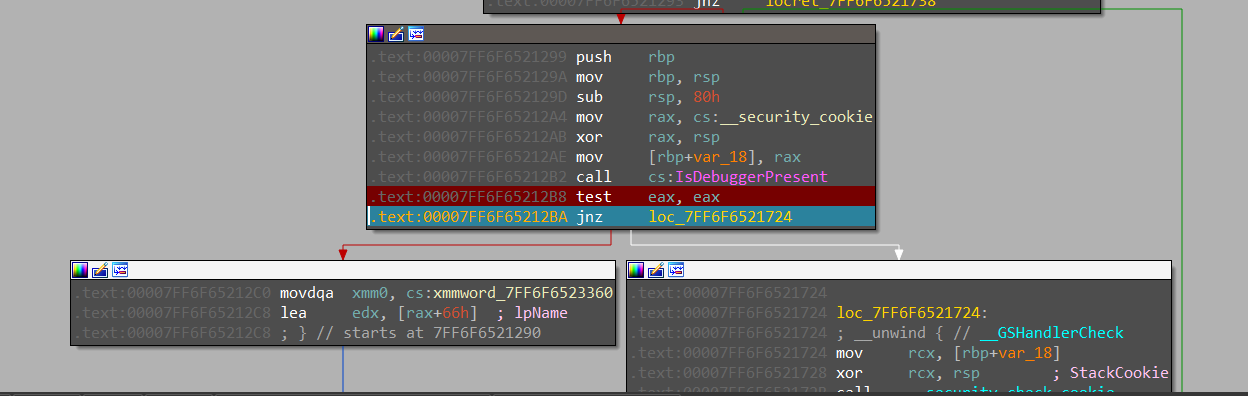 .text:00007FF6F6521293 jnz locret_7FF6F6521738
.text:00007FF6F6521299 push rbp
.text:00007FF6F652129A mov rbp, rsp
.text:00007FF6F652129D sub rsp, 80h
.text:00007FF6F65212A4 mov rax, cs:__security_cookie
.text:00007FF6F65212AB xor rax, rsp
.text:00007FF6F65212AE mov [rbp+var_18], rax
.text:00007FF6F65212B2 call cs:IsDebuggerPresent
.text:00007FF6F65212B8 test eax, eax
.text:00007FF6F65212BA jnz loc_7FF6F6521724
.text:00007FF6F65212C0 movdqa xmm0, cs:xmmword_7FF6F6523360
.text:00007FF6F65212C8 lea edx, [rax+66h] ; lpName
.text:00007FF6F65212C8 ; } // starts at 7FF6F6521290
.text:00007FF6F6521724
.text:00007FF6F6521724 loc_7FF6F6521724:
.text:00007FF6F6521724 ; __unwind { // __GSHandlerCheck
.text:00007FF6F6521724 mov rcx, [rbp+var_18]
.text:00007FF6F6521728 xor rcx, rsp ; StackCookie
.text:00007FF6F652172B call __security_check_cookie